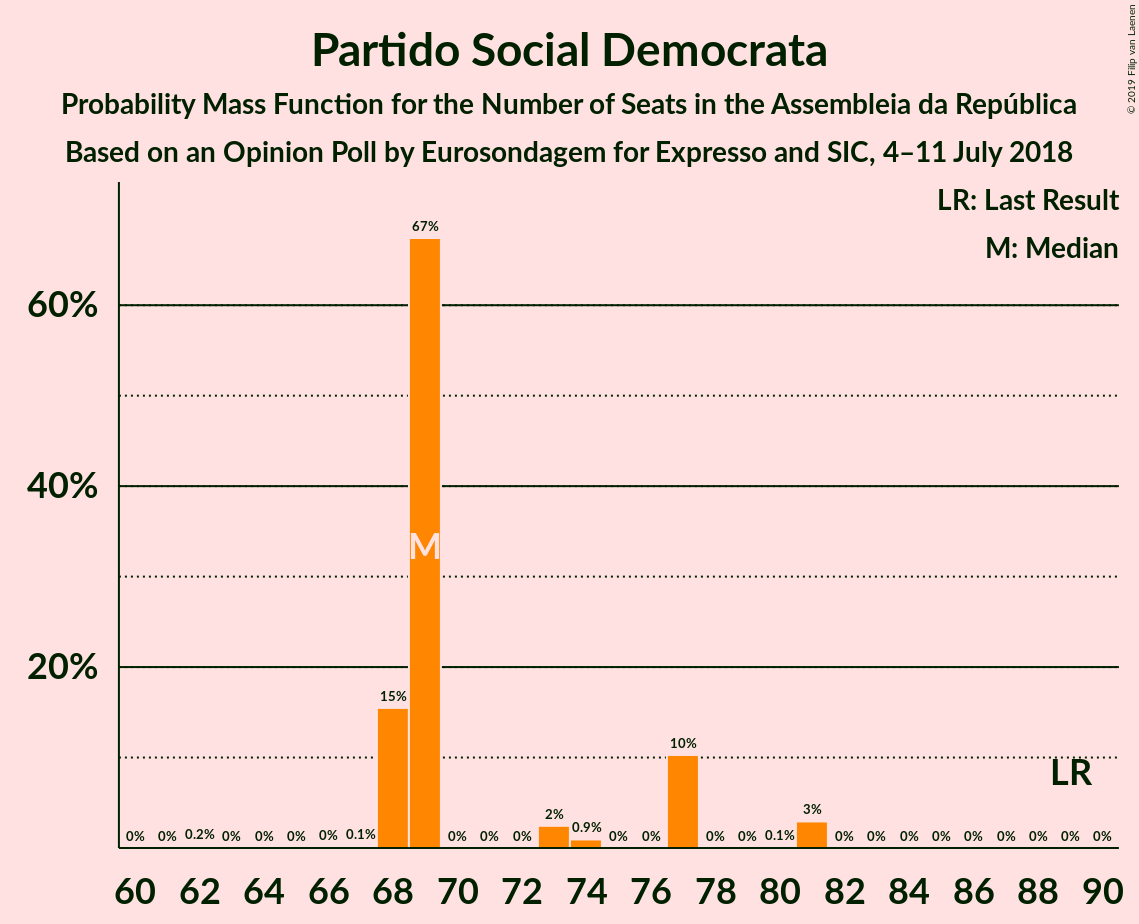 Partido Social Democrata
Probability Mass Function for the Number of Seats in the Assembleia da República
Based on an Opinion Poll by Eurosondagem for Expresso and SIC, 4–11 July 2018
© 2019 Filip van Laenen
LR: Last Result
M: Median
60%
40%
20%
0% 0% 0.2% 0% 0% 0% 0% 0.1% 15% 67% 0% 0% 0% 2% 0.9% 0% 0% 10% 0% 0% 0.1% 3% 0% 0% 0% 0% 0% 0% 0% 0% 0%
M
LR
60 62 64 66 68 70 72 74 76 78 80 82 84 86 88 90